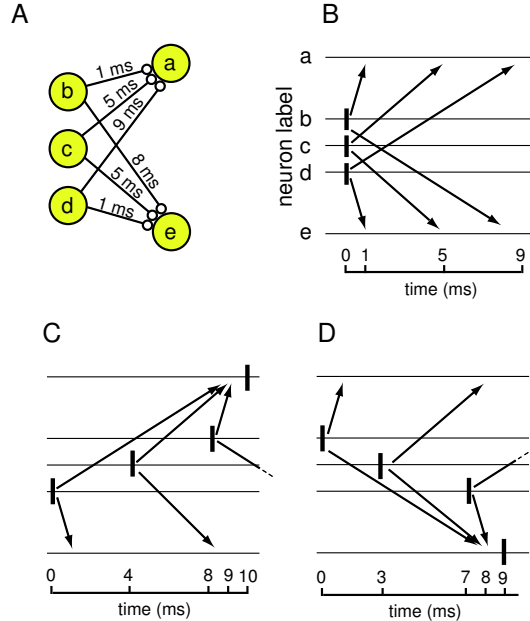 A
b
c
d
a
e
1 ms
5 ms
9 ms
8 ms
5 ms
1 ms
B
neuron label
a
b
c
d
e
0 1 5 9
time (ms)
C
0 4 8 9 10
time (ms)
D
0 3 7 8 9
time (ms)